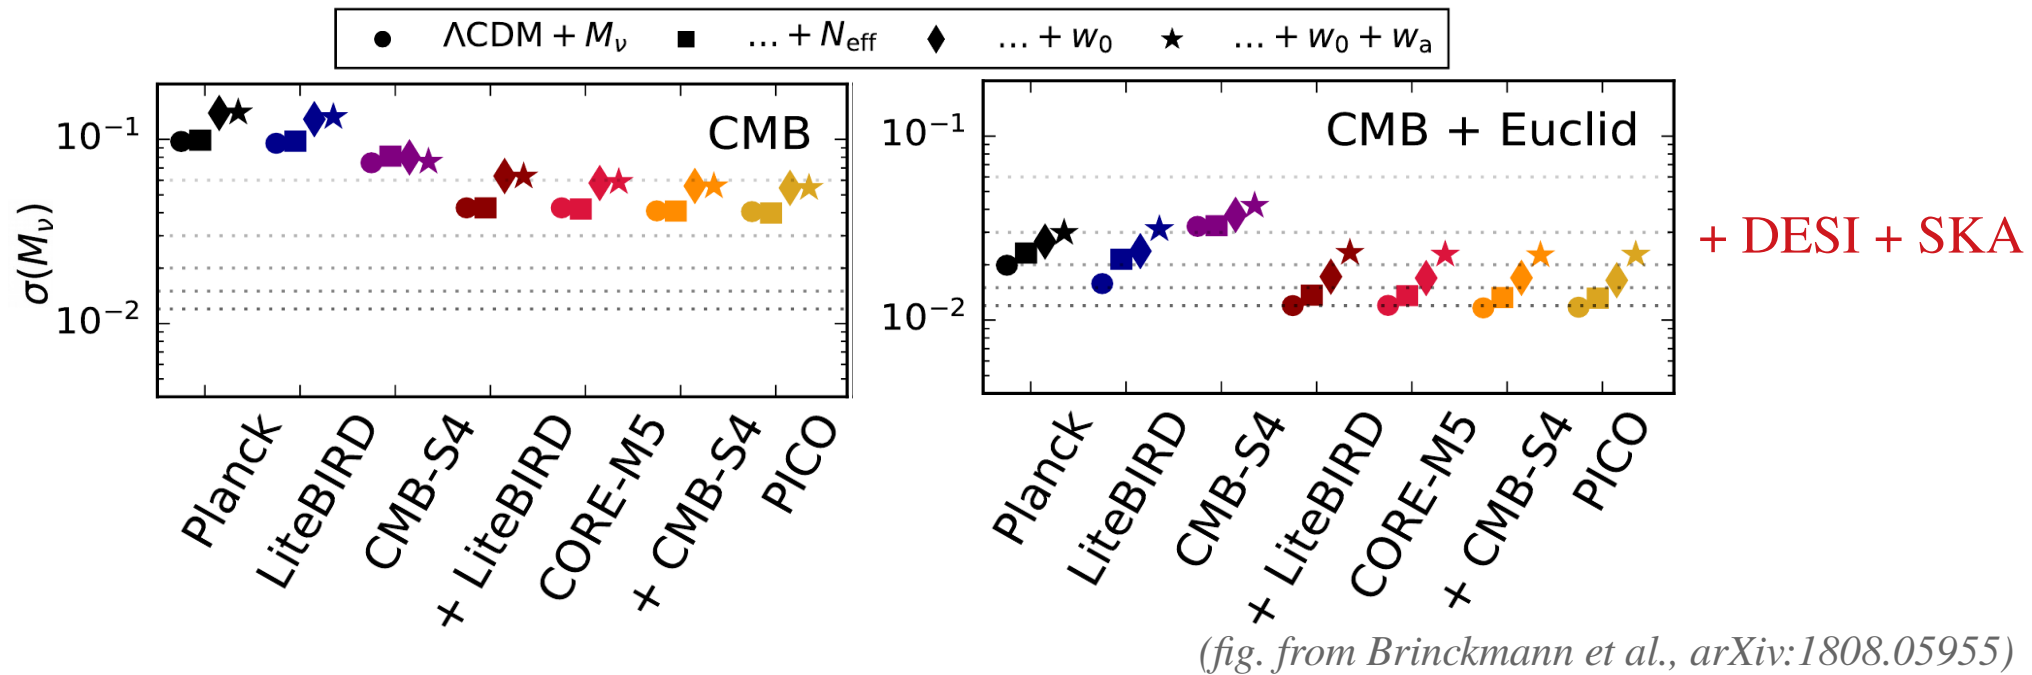 ΛCDM + Mν   … + Neff   … + w0   … + w0 + wa
σ(Mν)
10−1
10−2
CMB
Planck
LiteBIRD
CMB-S4
+ LiteBIRD
CORE-M5
+ CMB-S4
PICO
10−1
10−2
CMB + Euclid
Planck
LiteBIRD
CMB-S4
+ LiteBIRD
CORE-M5
+ CMB-S4
PICO
+ DESI + SKA
(fig. from Brinckmann et al., arXiv:1808.05955)